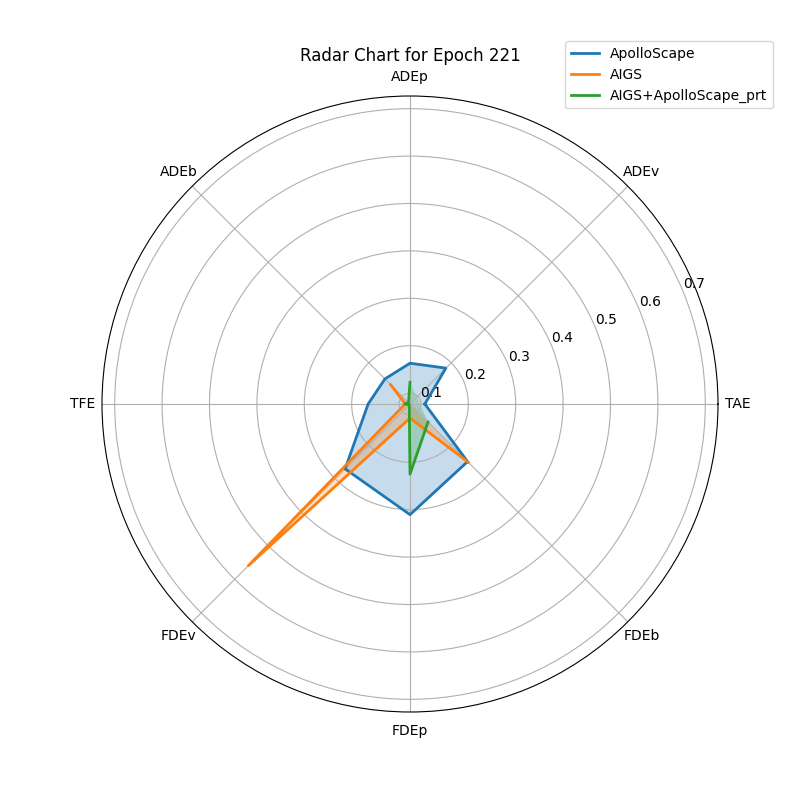 Radar Chart for Epoch 221
ApolloScape
AIGS
AIGS+ApolloScape_prt
ADEp
ADEb
ADEv
0.7
0.6
0.5
0.4
0.3
0.2
0.1
TFE
TAE
FDEv
FDEb
FDEp